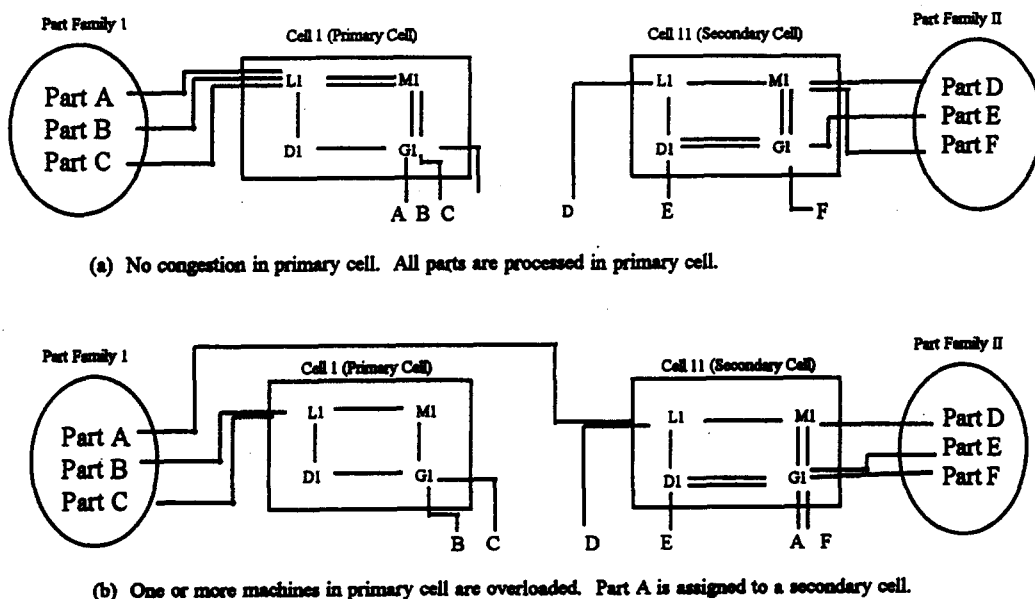 Part Family 1
Cell 1 (Primary Cell)
Cell 11 (Secondary Cell)
Part Family II
Part A
Part B
Part C
L1
M1
D1
G1
A B C
L1
M1
D1
G1
D
E
F
Part D
Part E
Part F
(a) No congestion in primary cell. All parts are processed in primary cell.
Part Family 1
Cell 1 (Primary Cell)
Cell 11 (Secondary Cell)
Part Family II
Part A
Part B
Part C
L1
M1
D1
G1
B
C
L1
M1
D1
G1
D
E
A F
Part D
Part E
Part F
(b) One or more machines in primary cell are overloaded. Part A is assigned to a secondary cell.